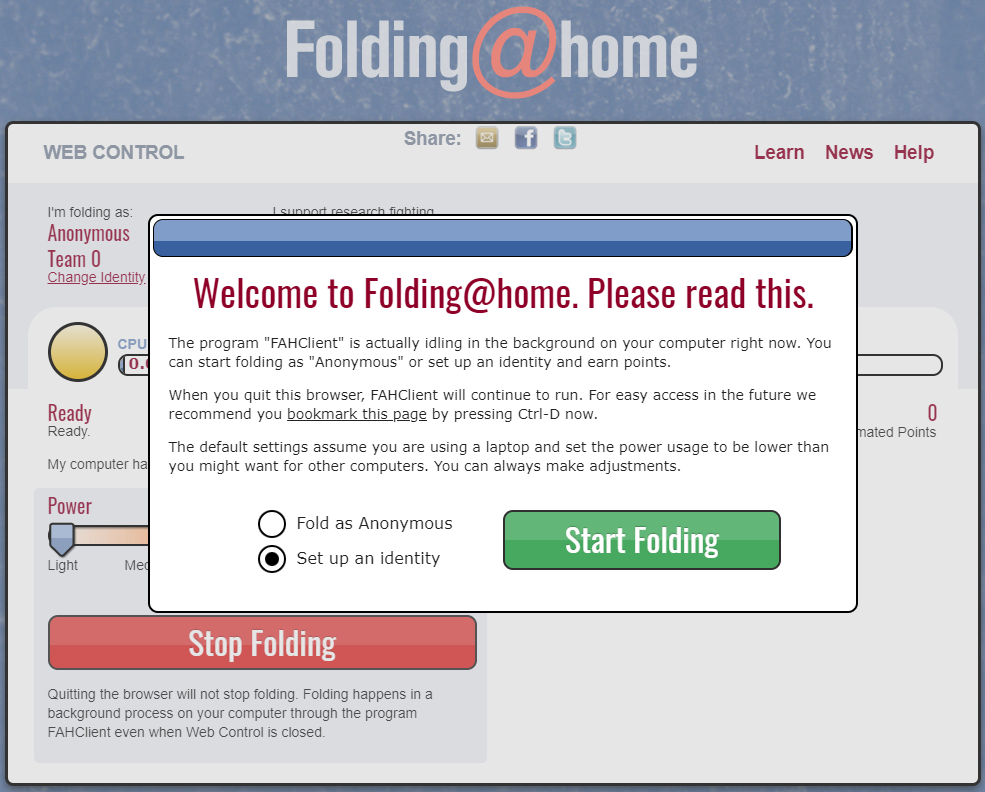 Folding@home
WEB CONTROL
Share:
Learn News Help
I'm folding as:
I support research fighting
Anonymous
Team 0
Change Identity
Welcome to Folding@home. Please read this.
The program "FAHClient" is actually idling in the background on your computer right now. You
can start folding as "Anonymous" or set up an identity and earn points.
When you quit this browser, FAHClient will continue to run. For easy access in the future we
recommend you bookmark this page by pressing Ctrl-D now.
The default settings assume you are using a laptop and set the power usage to be lower than
you might want for other computers. You can always make adjustments.
Fold as Anonymous
Set up an identity
Start Folding
CPU
0.0
Ready
Ready.
0
mated Points
My computer ha
Power
Light Med
Stop Folding
Quitting the browser will not stop folding. Folding happens in a
background process on your computer through the program
FAHClient even when Web Control is closed.